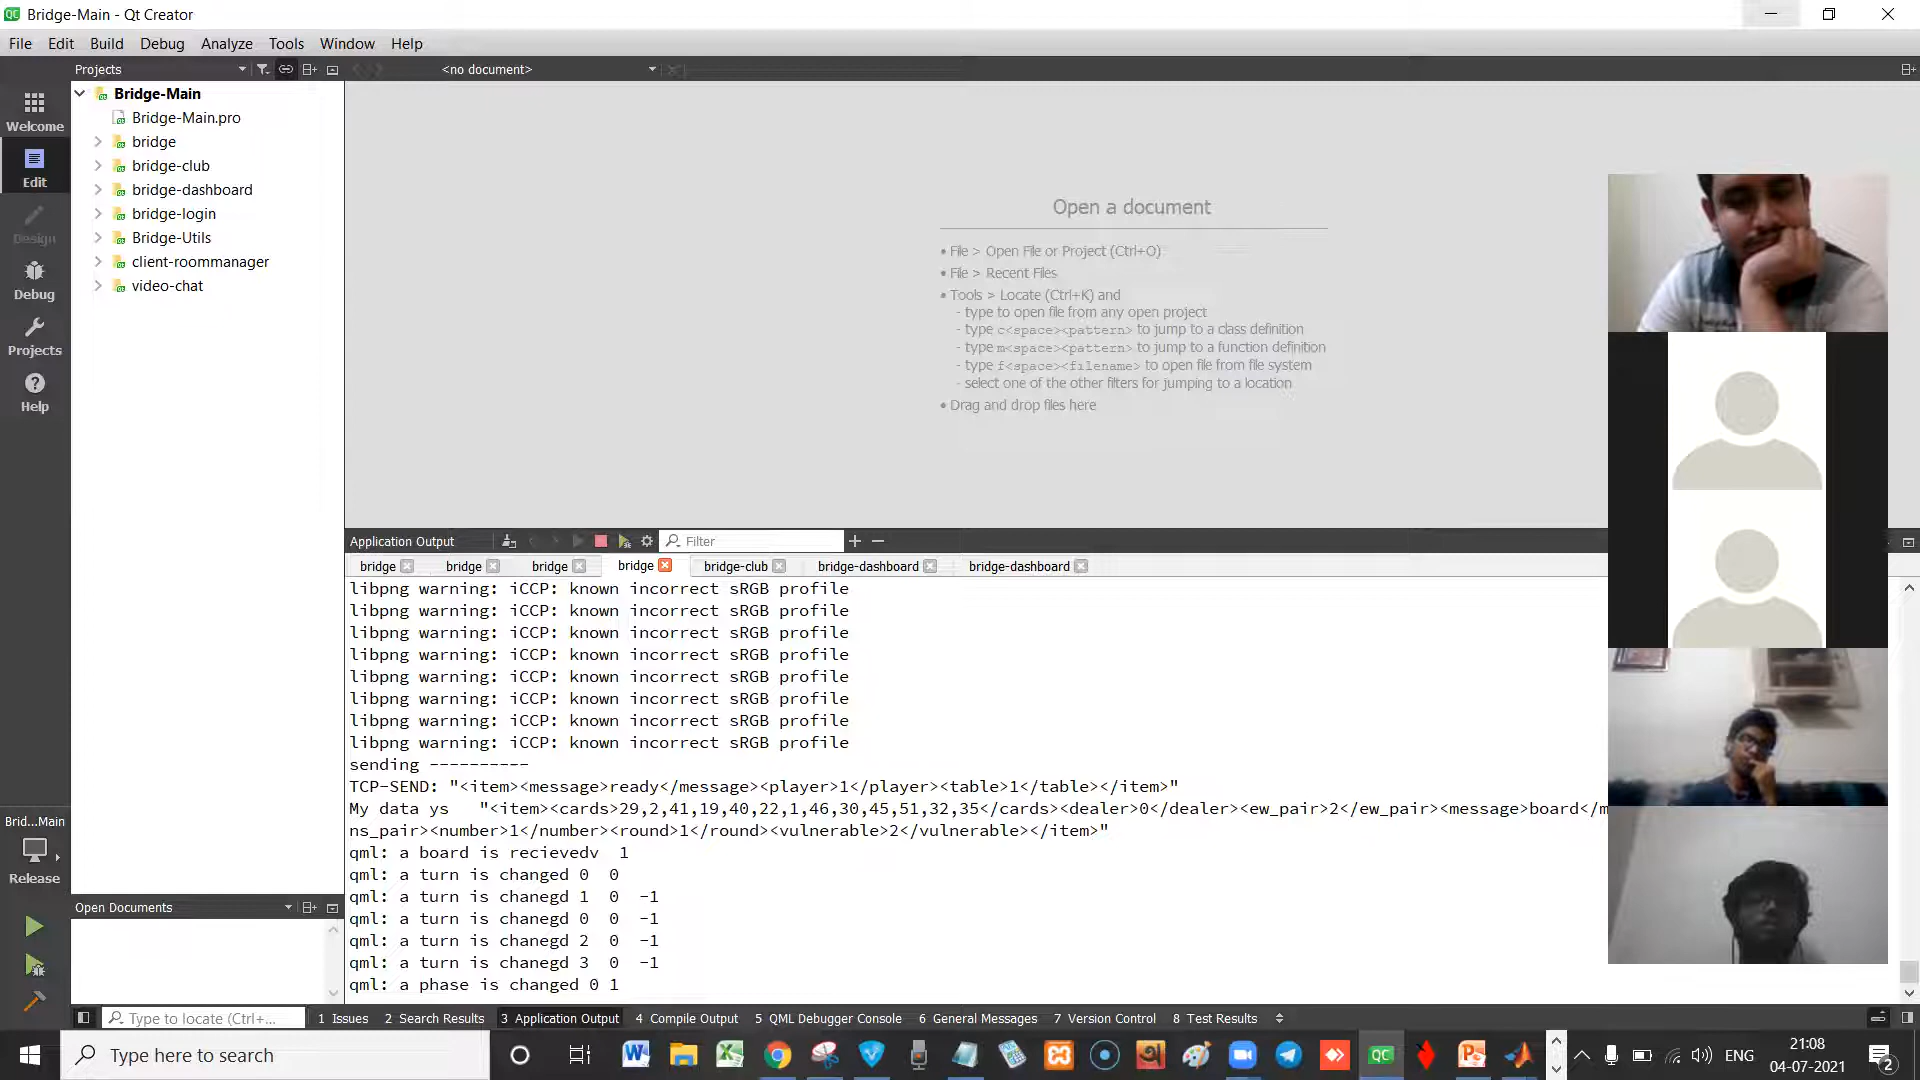 Bridge-Main - Qt Creator
File Edit Build Debug Analyze Tools Window Help
Projects
<no document>
Welcome
Edit
Design
Debug
Projects
Help
Bridge-Main
Bridge-Main.pro
bridge
bridge-club
bridge-dashboard
bridge-login
Bridge-Utils
client-roommanager
video-chat
Open a document
• File > Open File or Project (Ctrl+O)
• File > Recent Files
• Tools > Locate (Ctrl+K) and
- type to open file from any open project
- type c<space><pattern> to jump to a class definition
- type m<space><pattern> to jump to a function definition
- type f<space><filename> to open file from file system
- select one of the other filters for jumping to a location
• Drag and drop files here
Application Output
Filter
bridge bridge bridge bridge bridge-club bridge-dashboard bridge-dashboard
libpng warning: iCCP: known incorrect sRGB profile
libpng warning: iCCP: known incorrect sRGB profile
libpng warning: iCCP: known incorrect sRGB profile
libpng warning: iCCP: known incorrect sRGB profile
libpng warning: iCCP: known incorrect sRGB profile
libpng warning: iCCP: known incorrect sRGB profile
libpng warning: iCCP: known incorrect sRGB profile
libpng warning: iCCP: known incorrect sRGB profile
sending ----------
TCP-SEND: "<item><message>ready</message><player>1</player><table>1</table></item>"
My data ys "<item><cards>29,2,41,19,40,22,1,46,30,45,51,32,35</cards><dealer>0</dealer><ew_pair>2</ew_pair><message>board</m
ns_pair><number>1</number><round>1</round><vulnerable>2</vulnerable></item>"
qml: a board is recievedv 1
qml: a turn is changed 0 0
qml: a turn is chanegd 1 0 -1
qml: a turn is chanegd 0 0 -1
qml: a turn is chanegd 2 0 -1
qml: a turn is chanegd 3 0 -1
qml: a phase is changed 0 1
Brid...Main
Release
Open Documents
Type to locate (Ctrl+...
1 Issues 2 Search Results 3 Application Output 4 Compile Output 5 QML Debugger Console 6 General Messages 7 Version Control 8 Test Results
Type here to search
ENG
21:08
04-07-2021
2